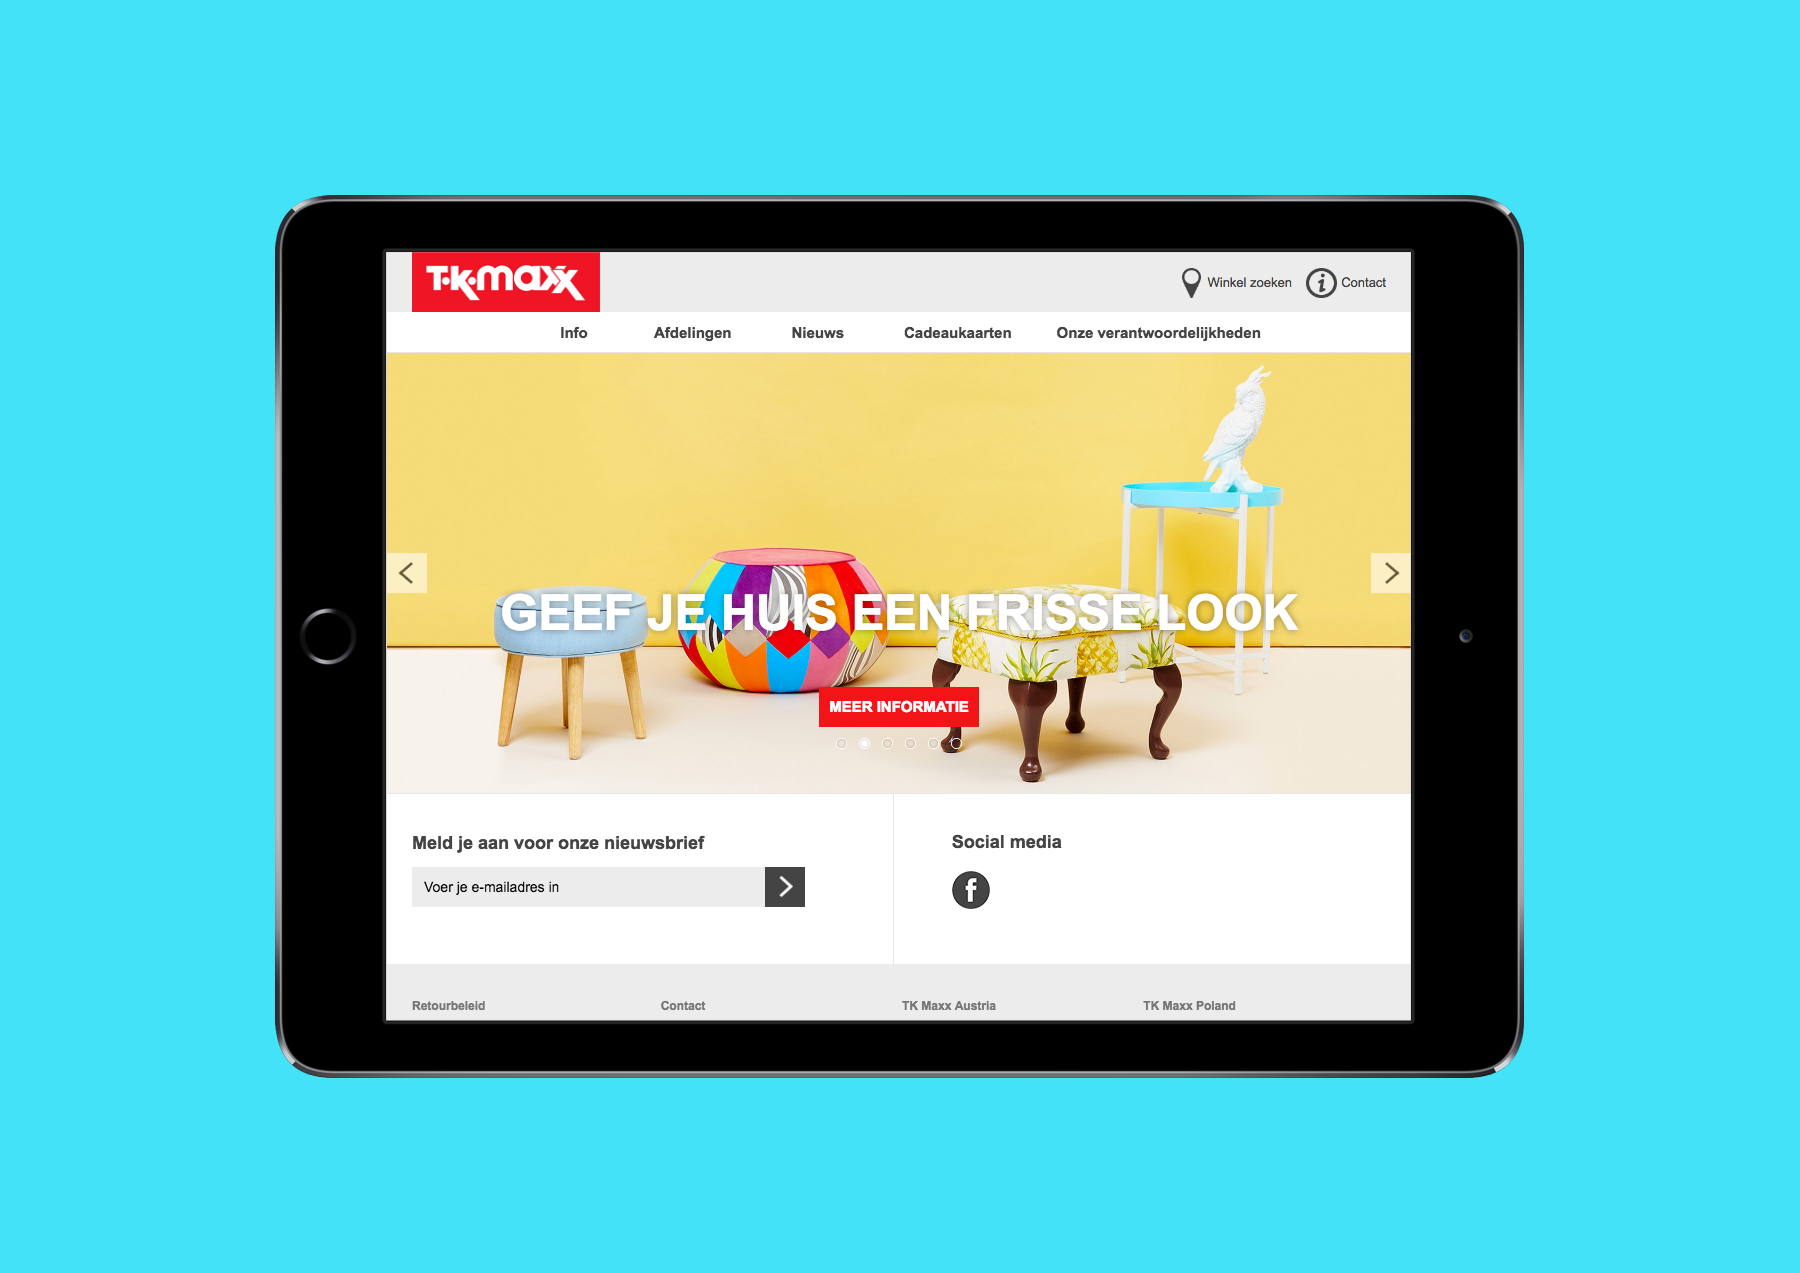 T·K·maxx
Winkel zoeken
Contact
Info
Afdelingen
Nieuws
Cadeaukaarten
Onze verantwoordelijkheden
GEEF JE HUIS EEN FRISSE LOOK
MEER INFORMATIE
Meld je aan voor onze nieuwsbrief
Voer je e-mailadres in
Social media
Retourbeleid
Contact
TK Maxx Austria
TK Maxx Poland